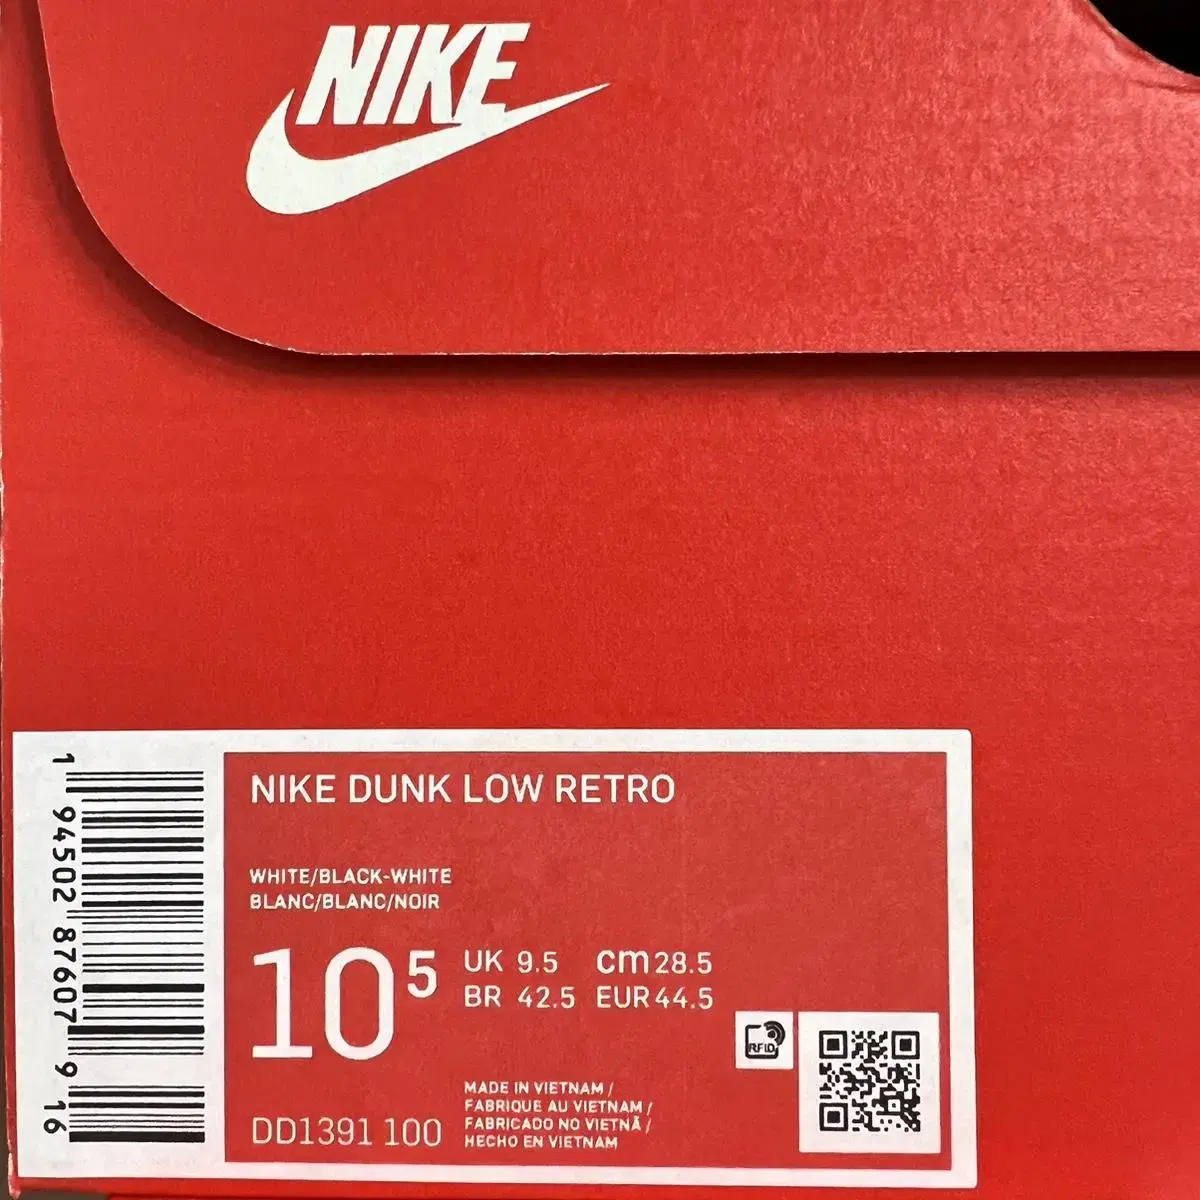 NIKE
NIKE DUNK LOW RETRO
WHITE/BLACK-WHITE
BLANC/BLANC/NOIR
10⁵
UK 9.5 cm 28.5
BR 42.5 EUR 44.5
DD1391 100
MADE IN VIETNAM /
FABRIQUE AU VIETNAM /
FABRICADO NO VIETNÃ /
HECHO EN VIETNAM
RFID
1 94502 87607 9 16